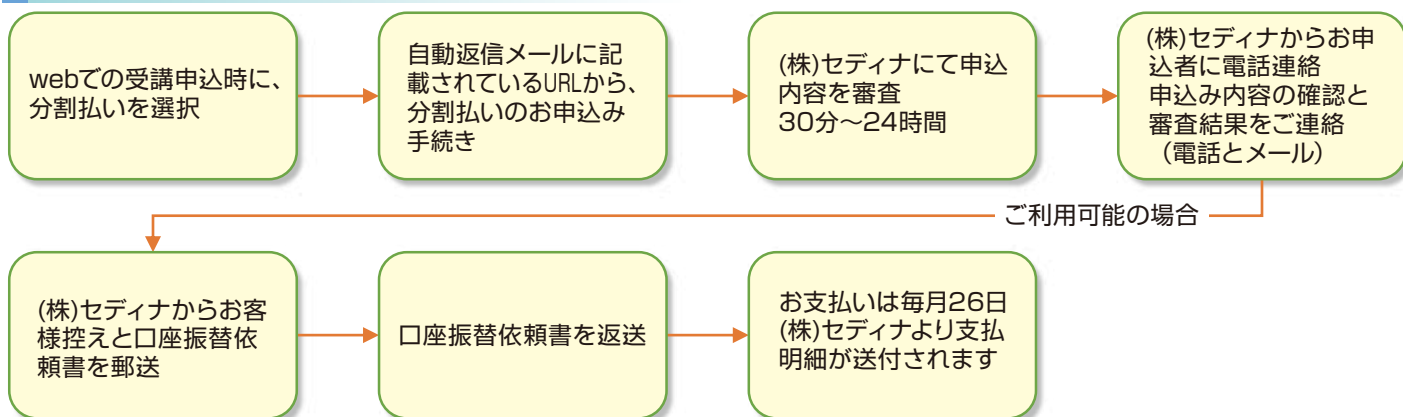 webでの受講申込時に、
分割払いを選択
自動返信メールに記
載されているURLから、
分割払いのお申込み
手続き
(株)セディナにて申込
内容を審査
30分～24時間
(株)セディナからお申
込者に電話連絡
申込み内容の確認と
審査結果をご連絡
（電話とメール）
ご利用可能の場合
(株)セディナからお客
様控えと口座振替依
頼書を郵送
口座振替依頼書を返送
お支払いは毎月26日
(株)セディナより支払
明細が送付されます